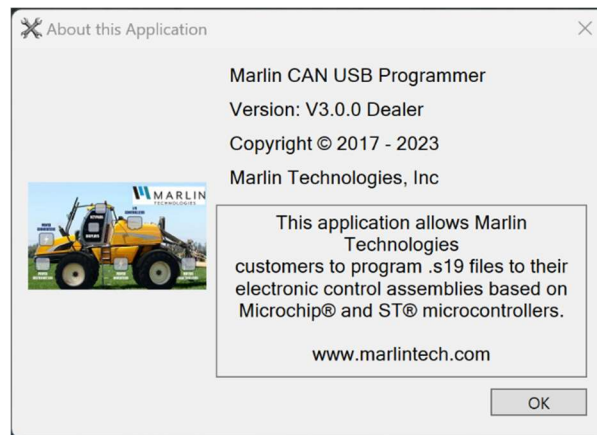 About this Application
Marlin CAN USB Programmer
Version: V3.0.0 Dealer
Copyright © 2017 - 2023
Marlin Technologies, Inc
MARLIN
TECHNOLOGIES
This application allows Marlin
Technologies
customers to program .s19 files to their
electronic control assemblies based on
Microchip® and ST® microcontrollers.
www.marlintech.com
OK